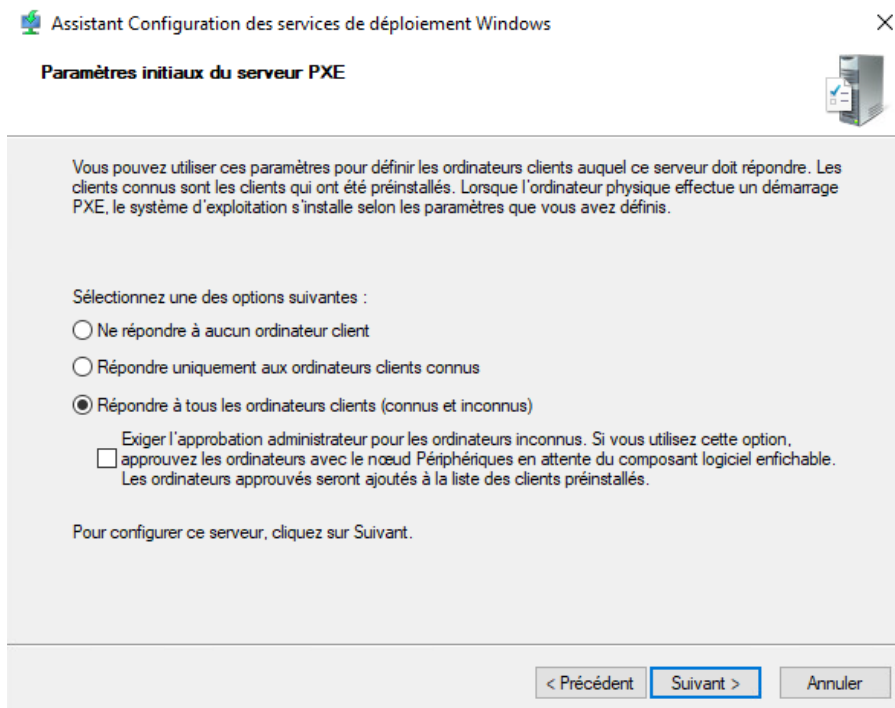 Assistant Configuration des services de déploiement Windows
Paramètres initiaux du serveur PXE
Vous pouvez utiliser ces paramètres pour définir les ordinateurs clients auquel ce serveur doit répondre. Les
clients connus sont les clients qui ont été préinstallés. Lorsque l'ordinateur physique effectue un démarrage
PXE, le système d'exploitation s'installe selon les paramètres que vous avez définis.
Sélectionnez une des options suivantes :
Ne répondre à aucun ordinateur client
Répondre uniquement aux ordinateurs clients connus
Répondre à tous les ordinateurs clients (connus et inconnus)
Exiger l'approbation administrateur pour les ordinateurs inconnus. Si vous utilisez cette option,
approuvez les ordinateurs avec le nœud Périphériques en attente du composant logiciel enfichable.
Les ordinateurs approuvés seront ajoutés à la liste des clients préinstallés.
Pour configurer ce serveur, cliquez sur Suivant.
< Précédent Suivant > Annuler